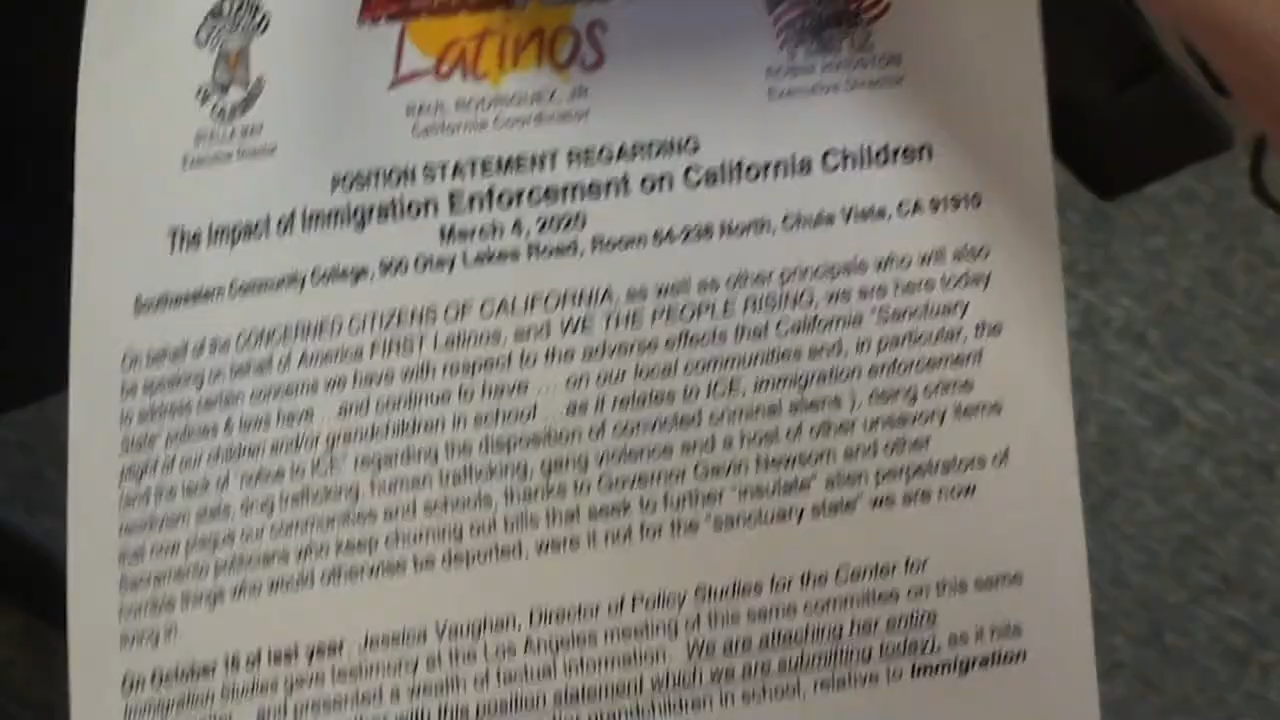 Latinos
RAUL RODRIGUEZ, JR
California Coordinator
Executive Director
Executive Director
POSITION STATEMENT REGARDING
The Impact of Immigration Enforcement on California Children
March 4, 2020
Southwestern Community College, 900 Otay Lakes Road, Room 64-236 North, Chula Vista, CA 91910
On behalf of the CONCERNED CITIZENS OF CALIFORNIA, as well as other principals who will also
be speaking on behalf of America FIRST Latinos, and WE THE PEOPLE RISING, we are here today
to address certain concerns we have with respect to the adverse effects that California "Sanctuary
State" policies & laws have ... and continue to have ... on our local communities and, in particular, the
plight of our children and/or grandchildren in school ... as it relates to ICE, immigration enforcement
(and the lack of "notice to ICE" regarding the disposition of convicted criminal aliens), rising crime
recidivism stats, drug trafficking, human trafficking, gang violence and a host of other unsavory items
that now plague our communities and schools, thanks to Governor Gavin Newsom and other
Sacramento politicians who keep churning out bills that seek to further "insulate" alien perpetrators of
horrible things who would otherwise be deported, were it not for the "sanctuary state" we are now
living in.
On October 16 of last year, Jessica Vaughan, Director of Policy Studies for the Center for
Immigration Studies gave testimony at the Los Angeles meeting of this same committee on this same
and presented a wealth of factual information. We are attaching her entire
with this position statement which we are submitting today), as it
grandchildren in school, relative to Immigration